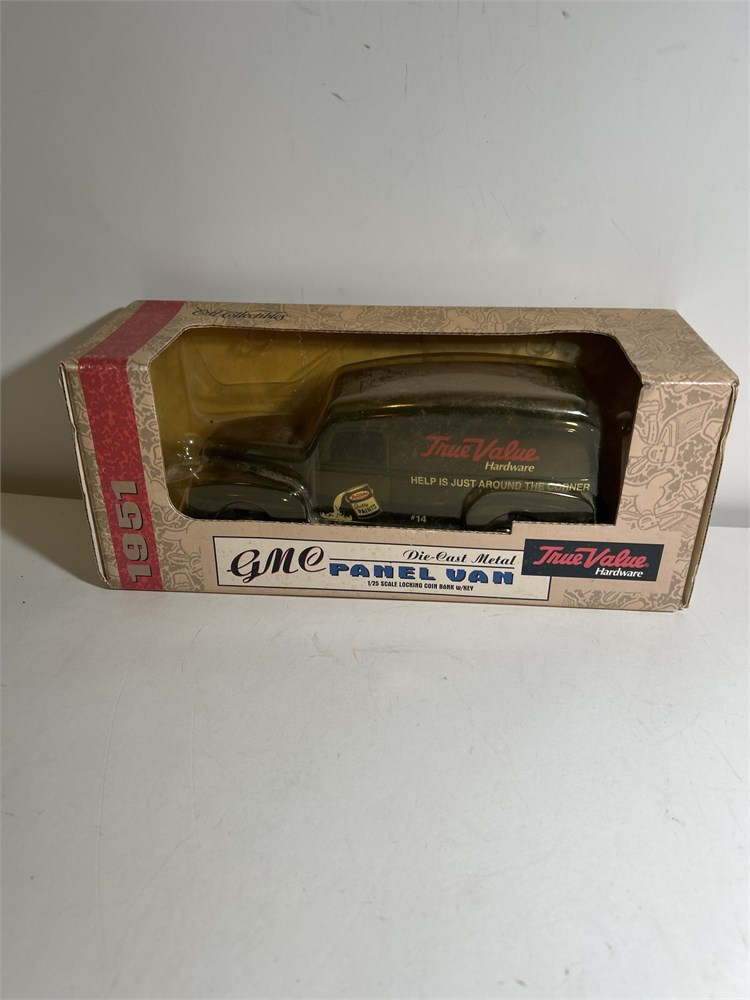 Ertl Collectibles
1951
True Value
Hardware
HELP IS JUST AROUND THE CORNER
PAINTS
#14
GMC
Die-Cast Metal
PANEL VAN
1/25 SCALE LOCKING COIN BANK W/KEY
True Value
Hardware